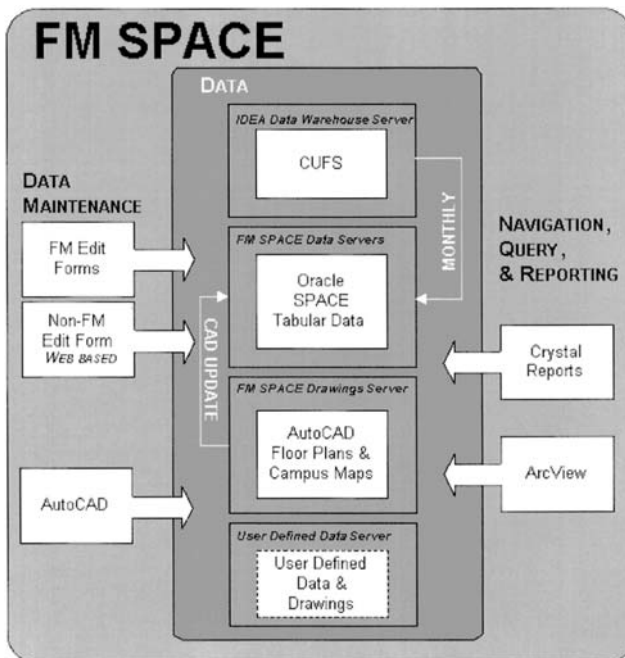 FM SPACE
DATA
IDEA Data Warehouse Server
CUFS
DATA
MAINTENANCE
FM Edit
Forms
Non-FM
Edit Form
WEB BASED
AutoCAD
MONTHLY
FM SPACE Data Servers
Oracle
SPACE
Tabular Data
CAD UPDATE
FM SPACE Drawings Server
AutoCAD
Floor Plans &
Campus Maps
User Defined Data Server
User Defined
Data &
Drawings
NAVIGATION,
QUERY,
& REPORTING
Crystal
Reports
ArcView